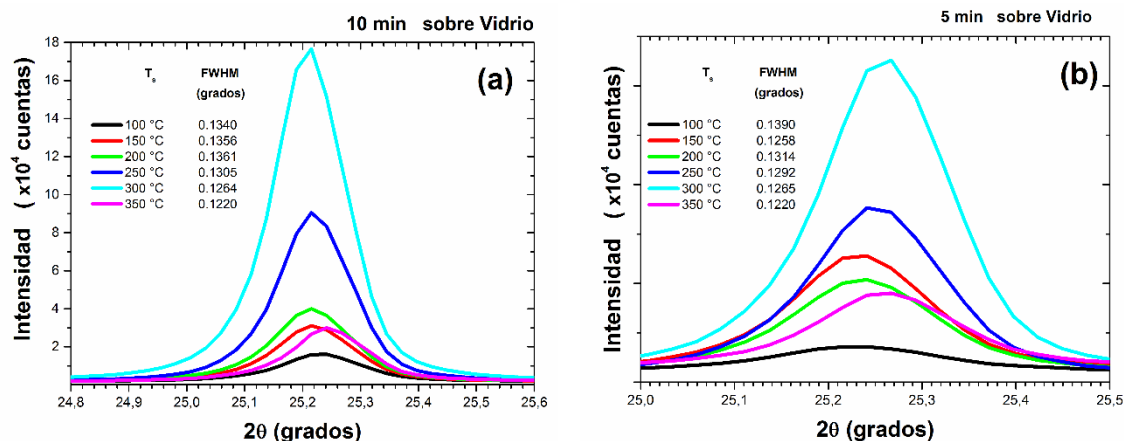 10 min sobre Vidrio
(a)
Ts FWHM
(grados)
100 °C 0.1340
150 °C 0.1356
200 °C 0.1361
250 °C 0.1305
300 °C 0.1264
350 °C 0.1220
Intensidad ( x10⁴ cuentas)
18
16
14
12
10
8
6
4
2
24,8 24,9 25,0 25,1 25,2 25,3 25,4 25,5 25,6
2θ (grados)
5 min sobre Vidrio
(b)
Ts FWHM
(grados)
100 °C 0.1390
150 °C 0.1258
200 °C 0.1314
250 °C 0.1292
300 °C 0.1265
350 °C 0.1220
Intensidad ( x10⁴ cuentas)
25,0 25,1 25,2 25,3 25,4 25,5
2θ (grados)